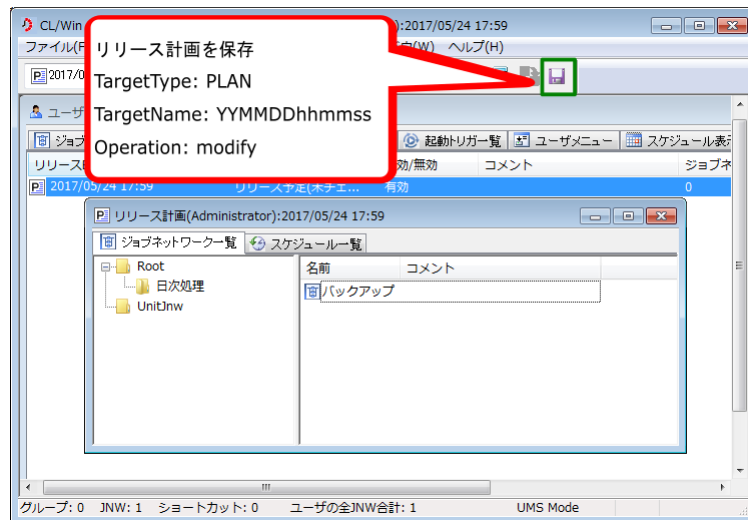 CL/Win
):2017/05/24 17:59
ファイル(F
(W) ヘルプ(H)
リリース計画を保存
TargetType: PLAN
TargetName: YYMMDDhhmmss
Operation: modify
P 2017/0
ユーザ
ジョブ
起動トリガ一覧 ユーザメニュー スケジュール表示
リリース
効/無効 コメント ジョブネ
P 2017/05/24 17:59 リリース予定(未チェ... 有効 0
P リリース計画(Administrator):2017/05/24 17:59
ジョブネットワーク一覧 スケジュール一覧
Root 名前 コメント
日次処理 バックアップ
UnitJnw
グループ: 0 JNW: 1 ショートカット: 0 ユーザの全JNW合計: 1 UMS Mode